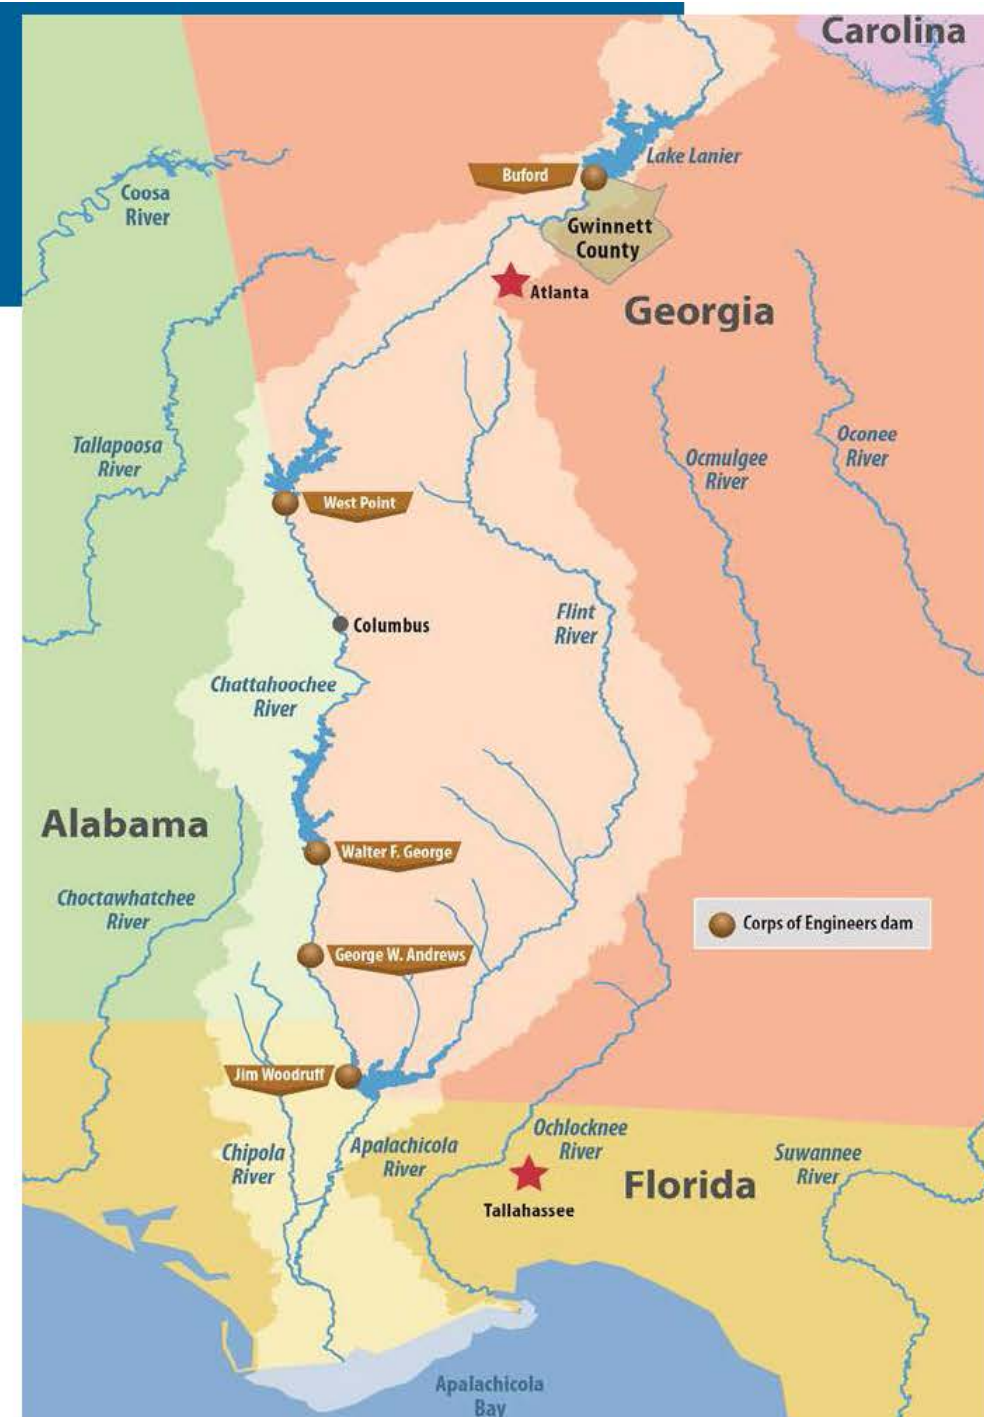 Carolina
Lake Lanier
Buford
Coosa
River
Gwinnett
County
Atlanta
Georgia
Tallapoosa
River
Oconee
River
Ocmulgee
River
West Point
Flint
River
Columbus
Chattahoochee
River
Alabama
Walter F. George
Choctawhatchee
River
Corps of Engineers dam
George W. Andrews
Jim Woodruff
Ochlocknee
River
Chipola
River
Apalachicola
River
Suwannee
River
Florida
Tallahassee
Apalachicola
Bay